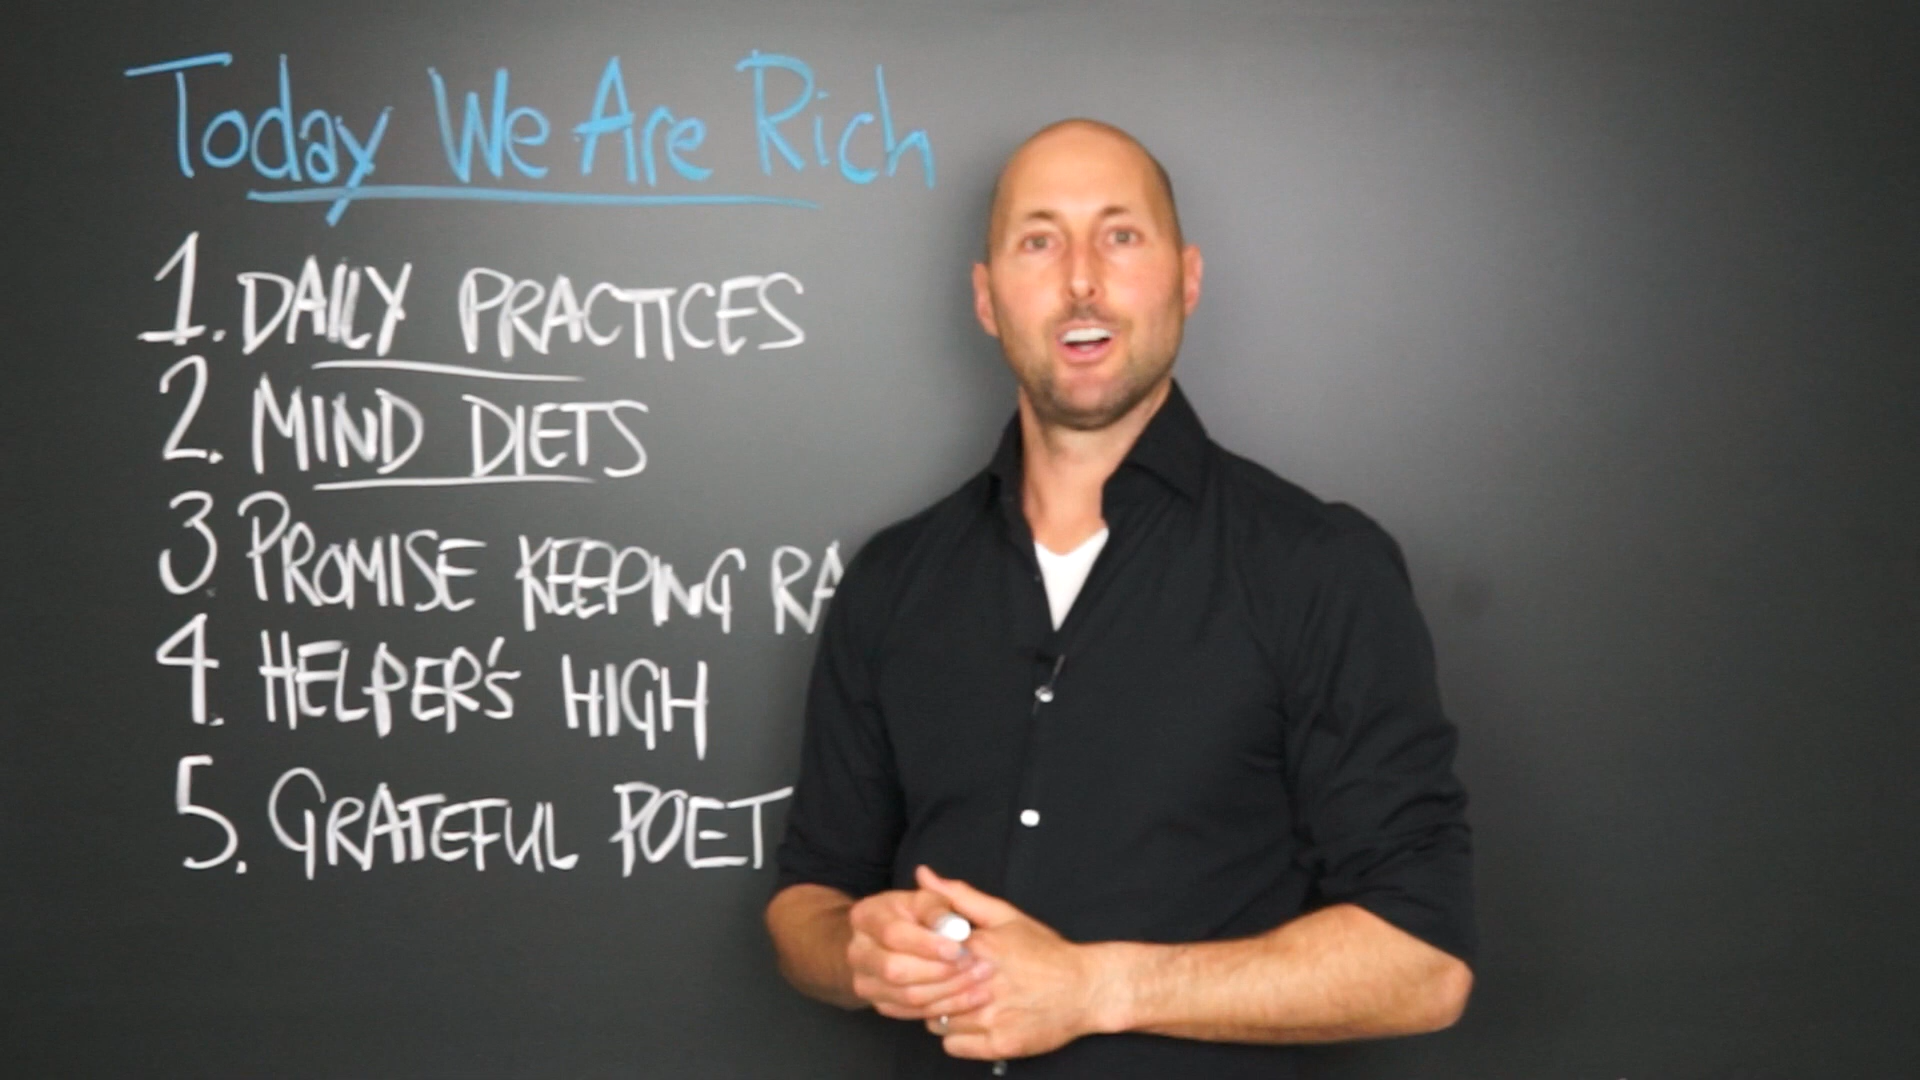 Today We Are Rich
1. DAILY PRACTICES
2. MIND DIETS
3. PROMISE KEEPING RA
4. HELPER'S HIGH
5. GRATEFUL POET